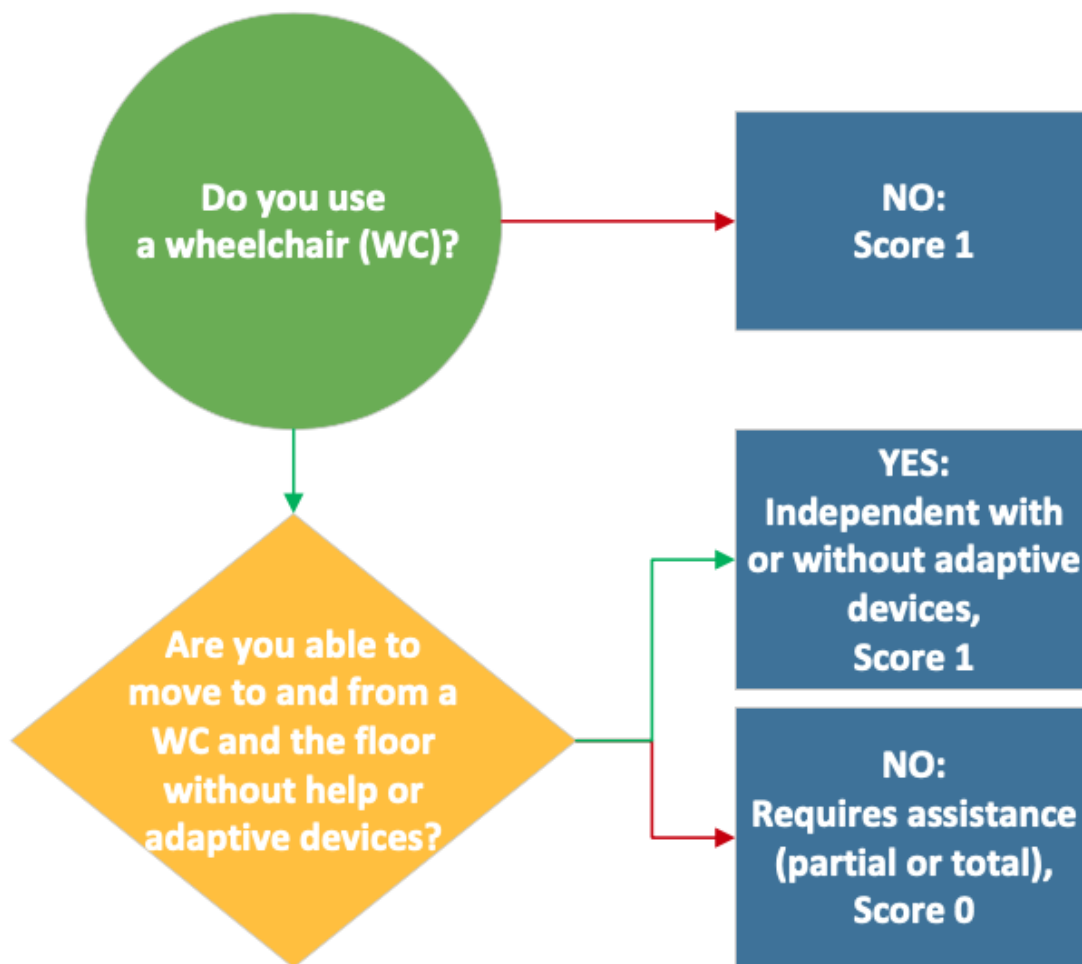 Do you use
a wheelchair (WC)?
NO:
Score 1
Are you able to
move to and from a
WC and the floor
without help or
adaptive devices?
YES:
Independent with
or without adaptive
devices,
Score 1
NO:
Requires assistance
(partial or total),
Score 0